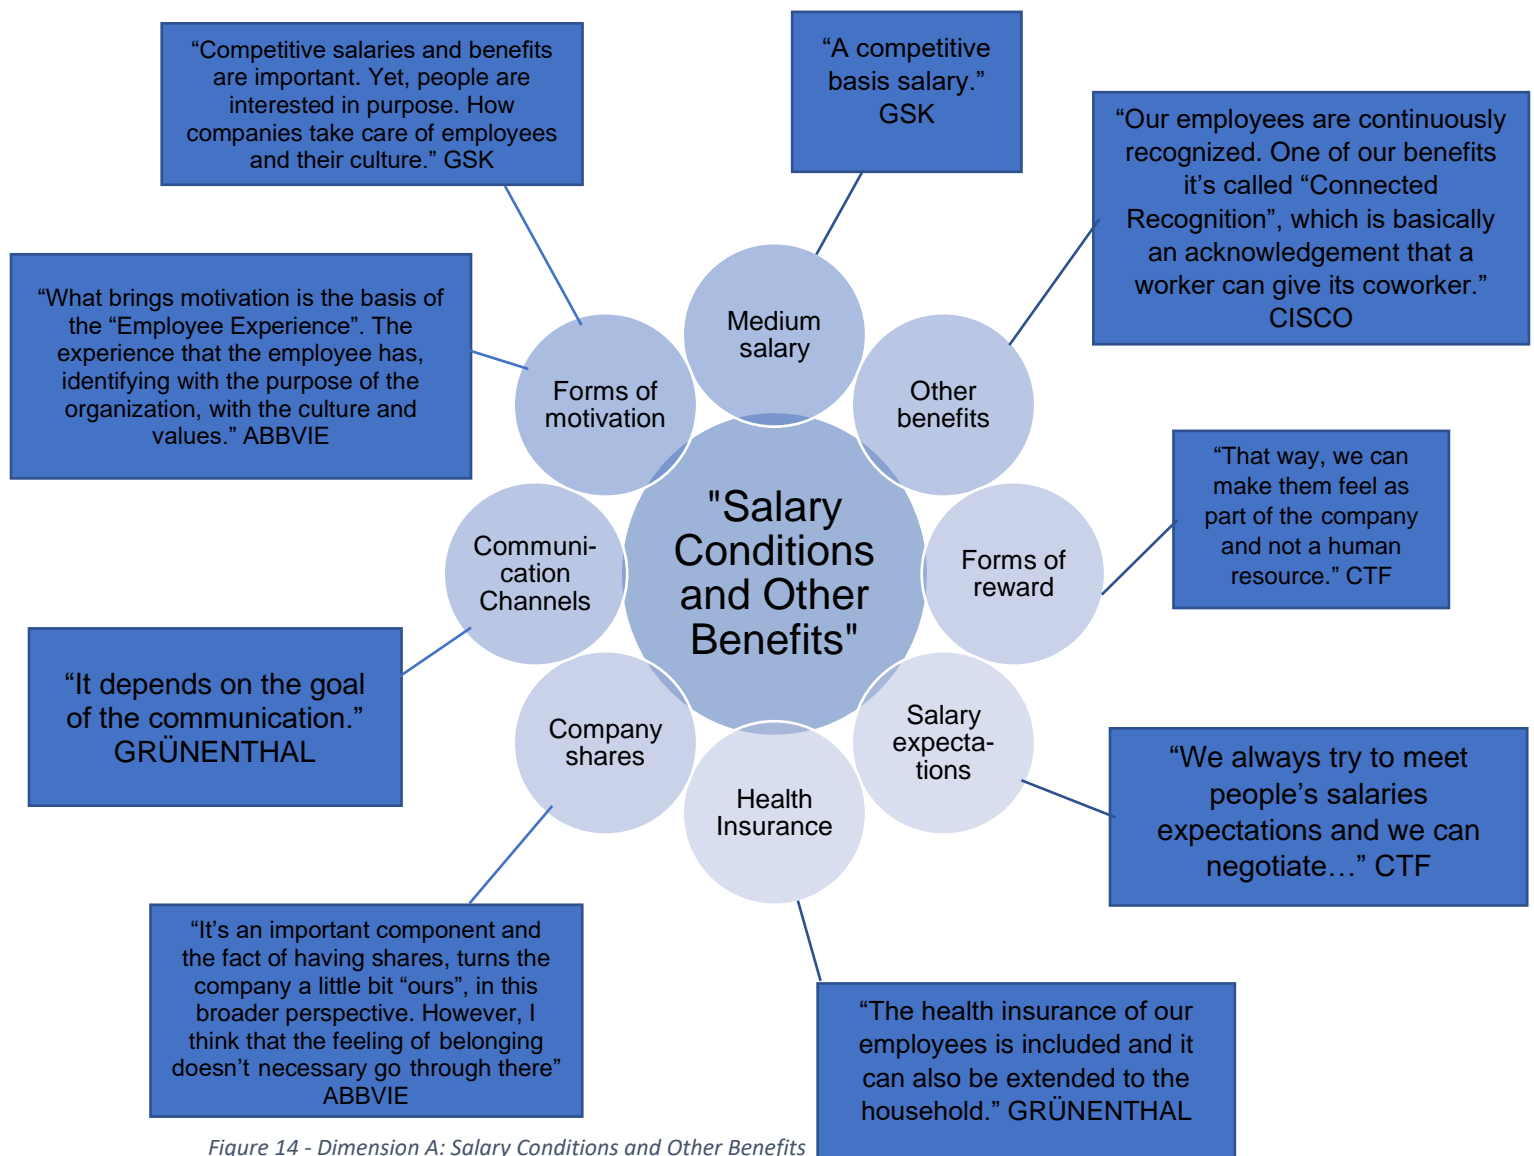 “Competitive salaries and benefits
are important. Yet, people are
interested in purpose. How
companies take care of employees
and their culture.” GSK
“A competitive
basis salary.”
GSK
“Our employees are continuously
recognized. One of our benefits
it’s called “Connected
Recognition”, which is basically
an acknowledgement that a
worker can give its coworker.”
CISCO
“What brings motivation is the basis of
the “Employee Experience”. The
experience that the employee has,
identifying with the purpose of the
organization, with the culture and
values.” ABBVIE
Medium
salary
Forms of
motivation
Other
benefits
"Salary
Conditions
and Other
Benefits"
“That way, we can
make them feel as
part of the company
and not a human
resource.” CTF
Communi-
cation
Channels
Forms of
reward
“It depends on the goal
of the communication.”
GRÜNENTHAL
Company
shares
Salary
expecta-
tions
Health
Insurance
“We always try to meet
people’s salaries
expectations and we can
negotiate…” CTF
“It’s an important component and
the fact of having shares, turns the
company a little bit “ours”, in this
broader perspective. However, I
think that the feeling of belonging
doesn’t necessary go through there”
ABBVIE
“The health insurance of our
employees is included and it
can also be extended to the
household.” GRÜNENTHAL
Figure 14 - Dimension A: Salary Conditions and Other Benefits